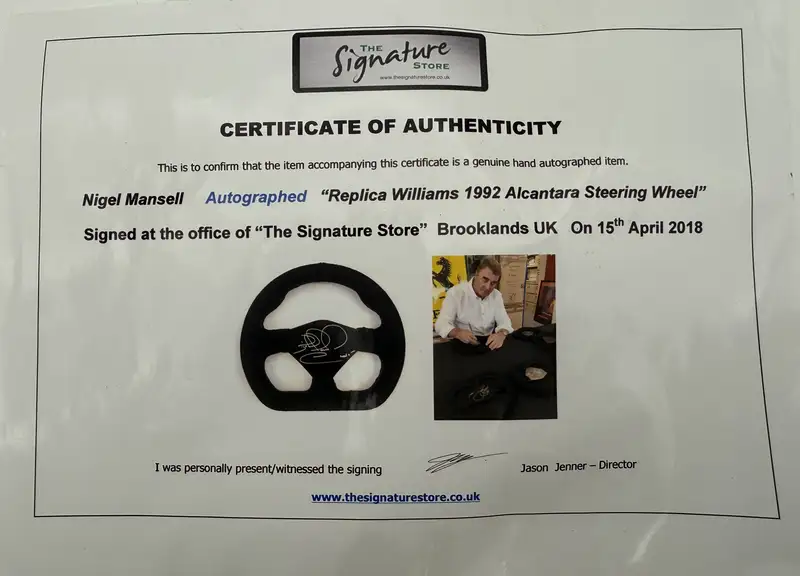 THE
Signature
STORE
www.thesignaturestore.co.uk
CERTIFICATE OF AUTHENTICITY
This is to confirm that the item accompanying this certificate is a genuine hand autographed item.
Nigel Mansell Autographed “Replica Williams 1992 Alcantara Steering Wheel”
Signed at the office of “The Signature Store” Brooklands UK On 15th April 2018
I was personally present/witnessed the signing Jason Jenner – Director
www.thesignaturestore.co.uk